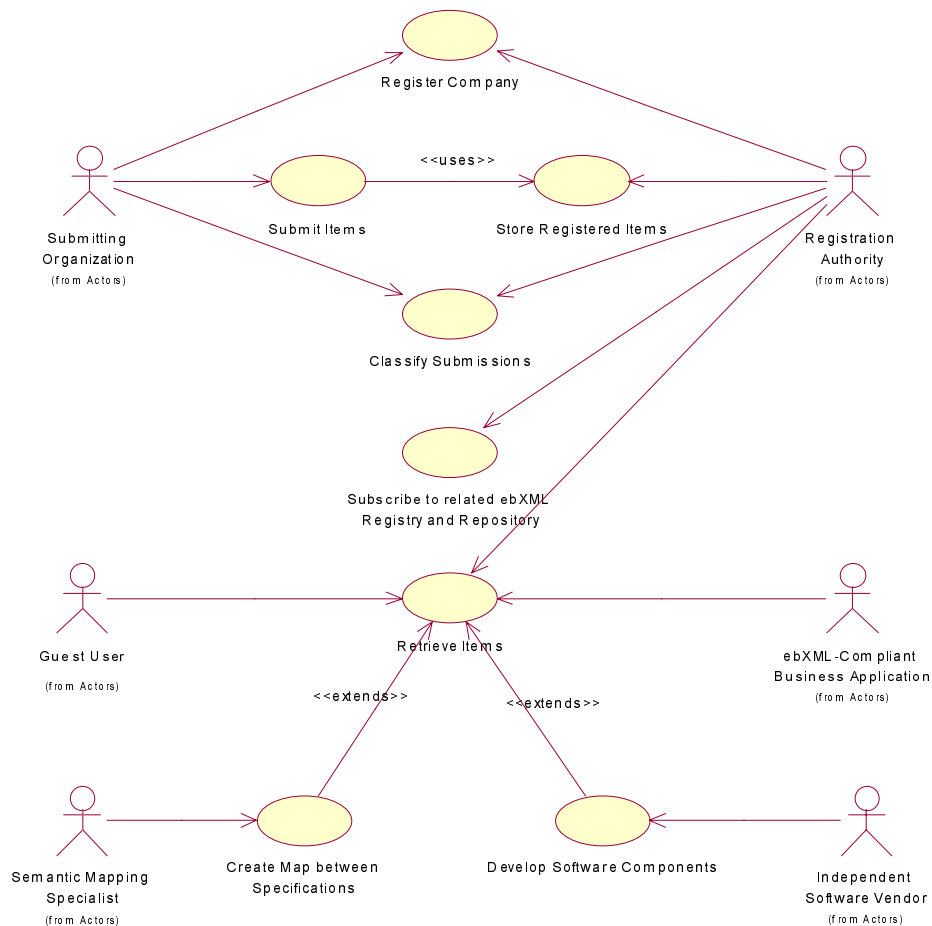 Register Company
<<uses>>
Submit Items
Store Registered Items
Submitting
Organization
(from Actors)
Registration
Authority
(from Actors)
Classify Submissions
Subscribe to related ebXML
Registry and Repository
Retrieve Items
Guest User
(from Actors)
ebXML-Compliant
Business Application
(from Actors)
<<extends>>
<<extends>>
Create Map between
Specifications
Develop Software Components
Semantic Mapping
Specialist
(from Actors)
Independent
Software Vendor
(from Actors)